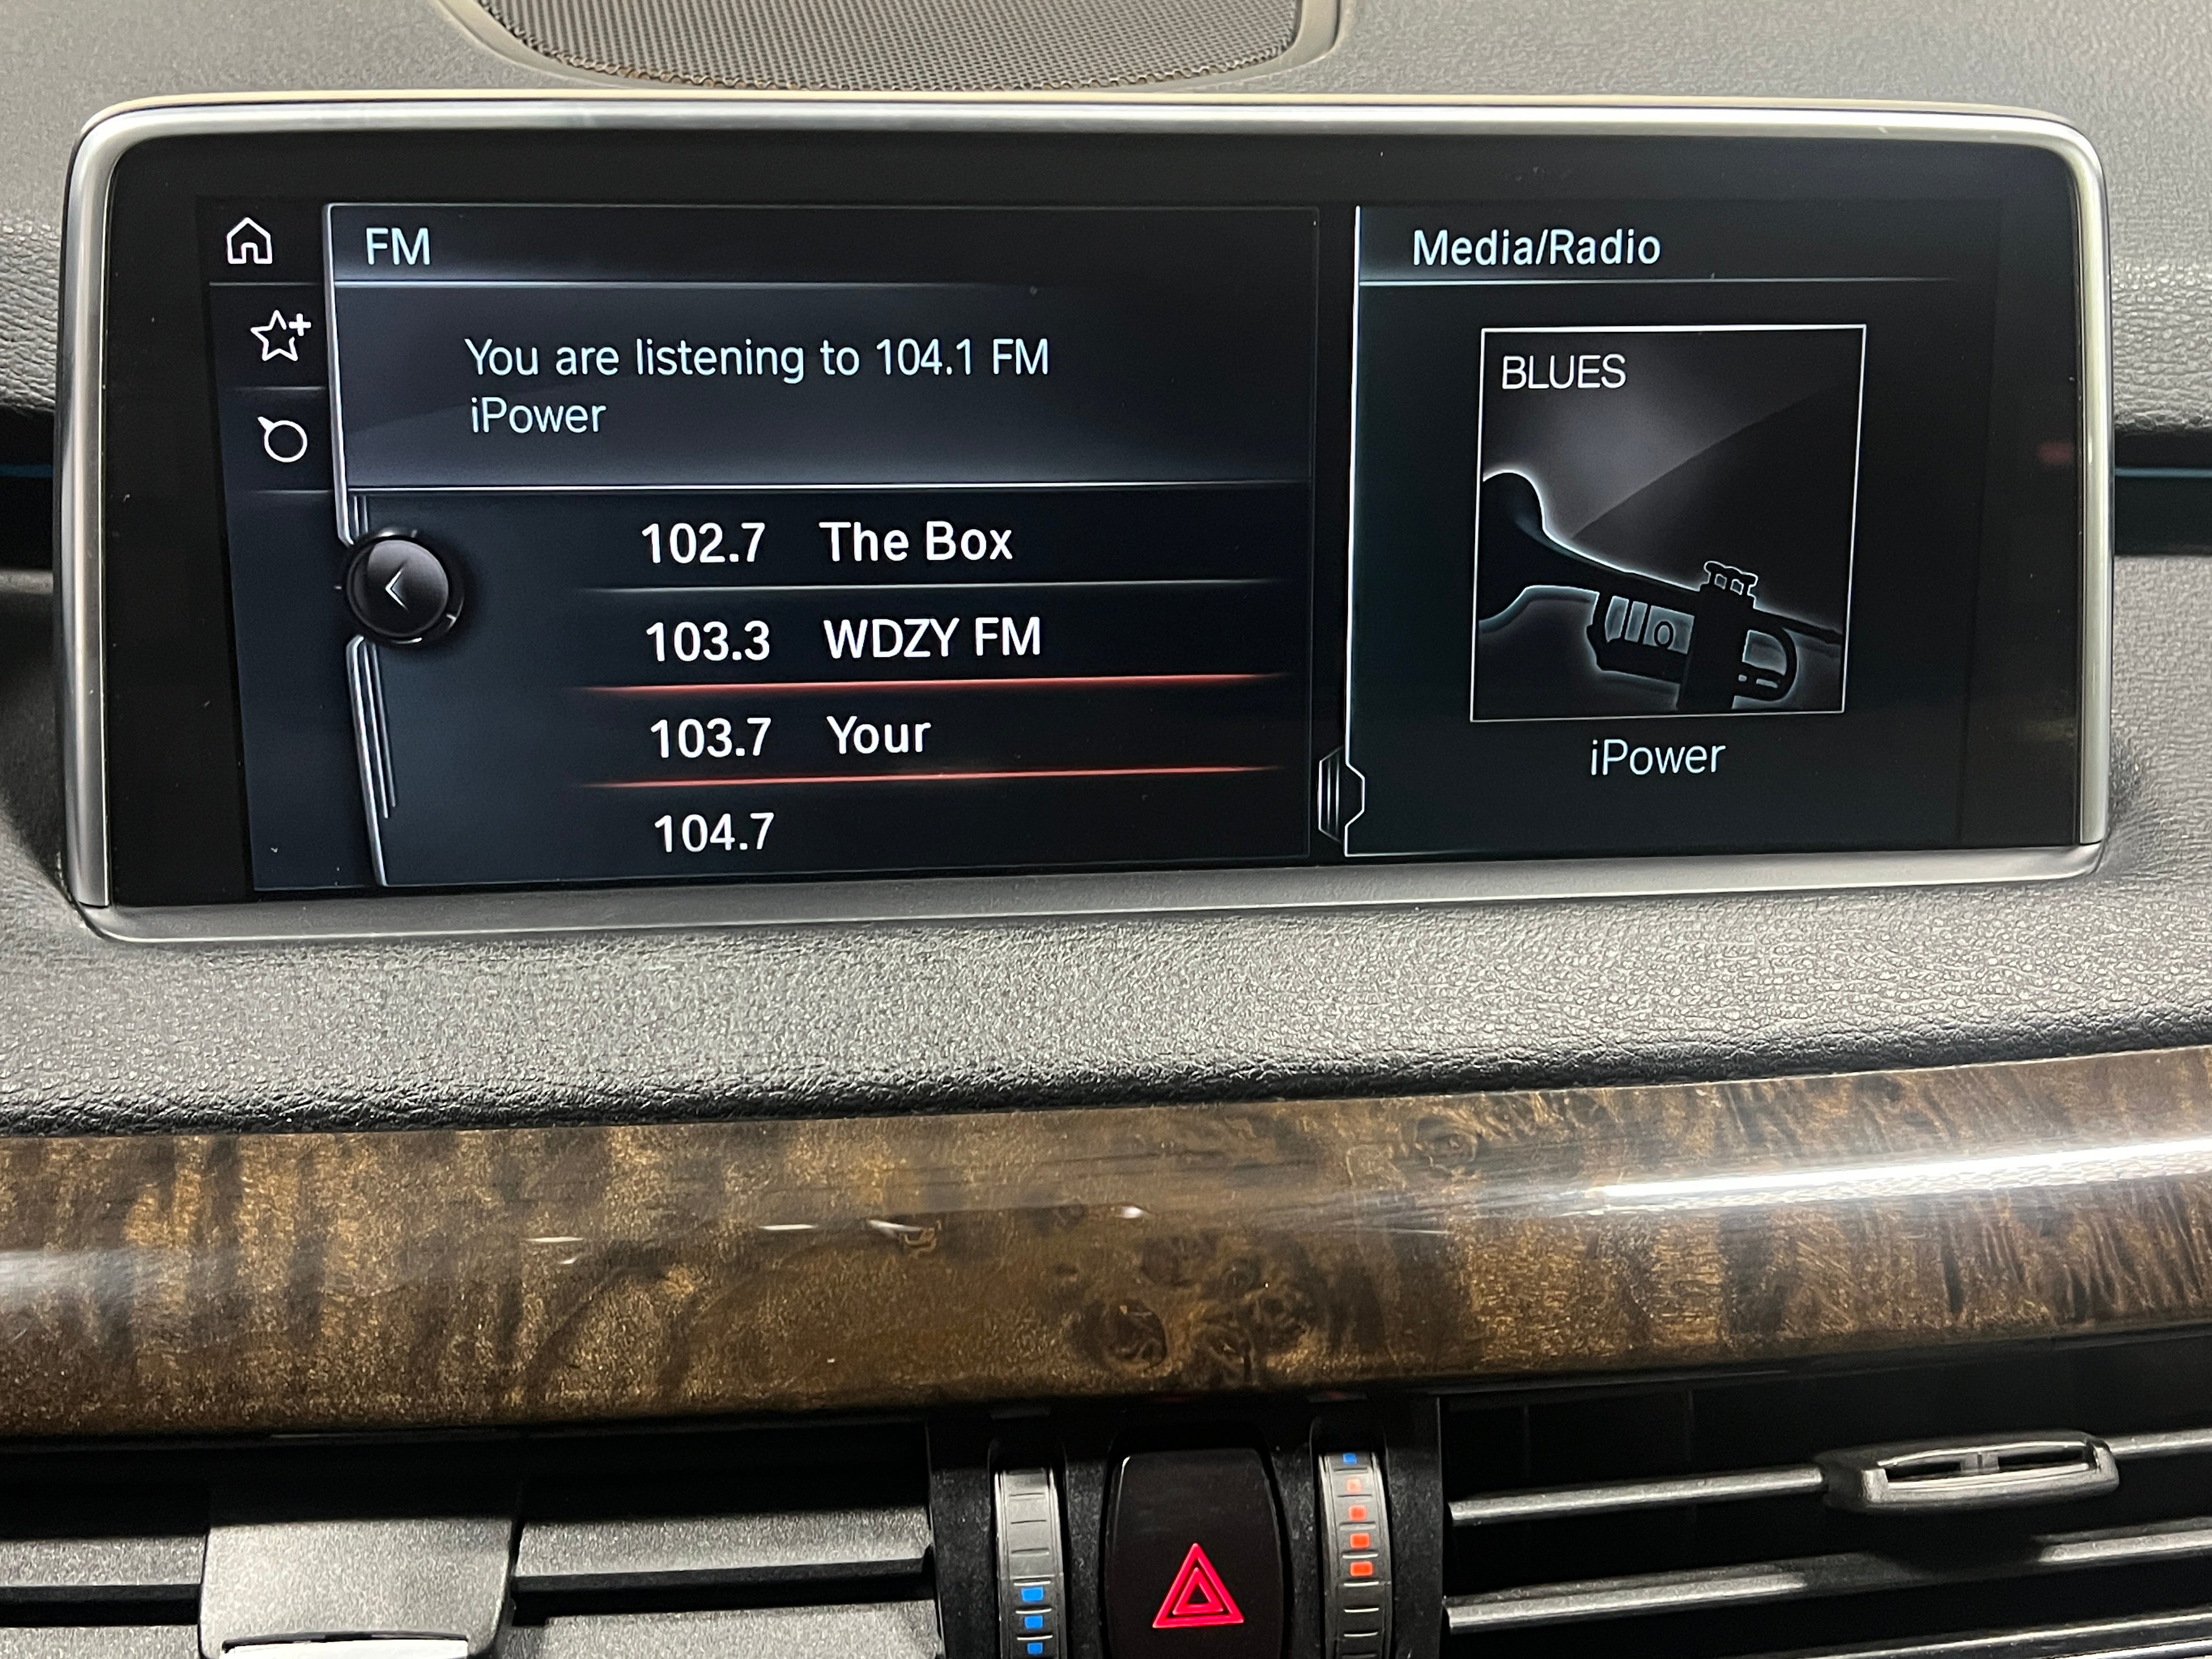 FM
You are listening to 104.1 FM
iPower
102.7 The Box
103.3 WDZY FM
103.7 Your
104.7
Media/Radio
BLUES
iPower